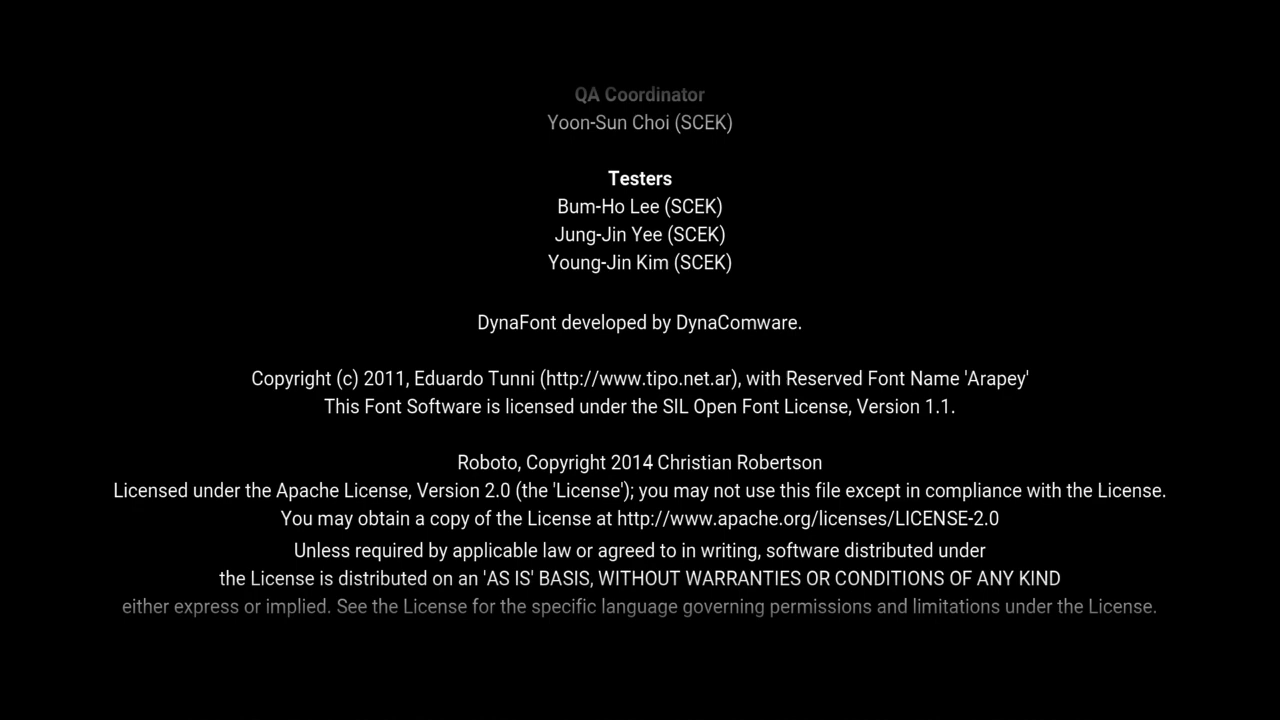 QA Coordinator
Yoon-Sun Choi (SCEK)
Testers
Bum-Ho Lee (SCEK)
Jung-Jin Yee (SCEK)
Young-Jin Kim (SCEK)
DynaFont developed by DynaComware.
Copyright (c) 2011, Eduardo Tunni (http://www.tipo.net.ar), with Reserved Font Name 'Arapey'
This Font Software is licensed under the SIL Open Font License, Version 1.1.
Roboto, Copyright 2014 Christian Robertson
Licensed under the Apache License, Version 2.0 (the 'License'); you may not use this file except in compliance with the License.
You may obtain a copy of the License at http://www.apache.org/licenses/LICENSE-2.0
Unless required by applicable law or agreed to in writing, software distributed under
the License is distributed on an 'AS IS' BASIS, WITHOUT WARRANTIES OR CONDITIONS OF ANY KIND
either express or implied. See the License for the specific language governing permissions and limitations under the License.